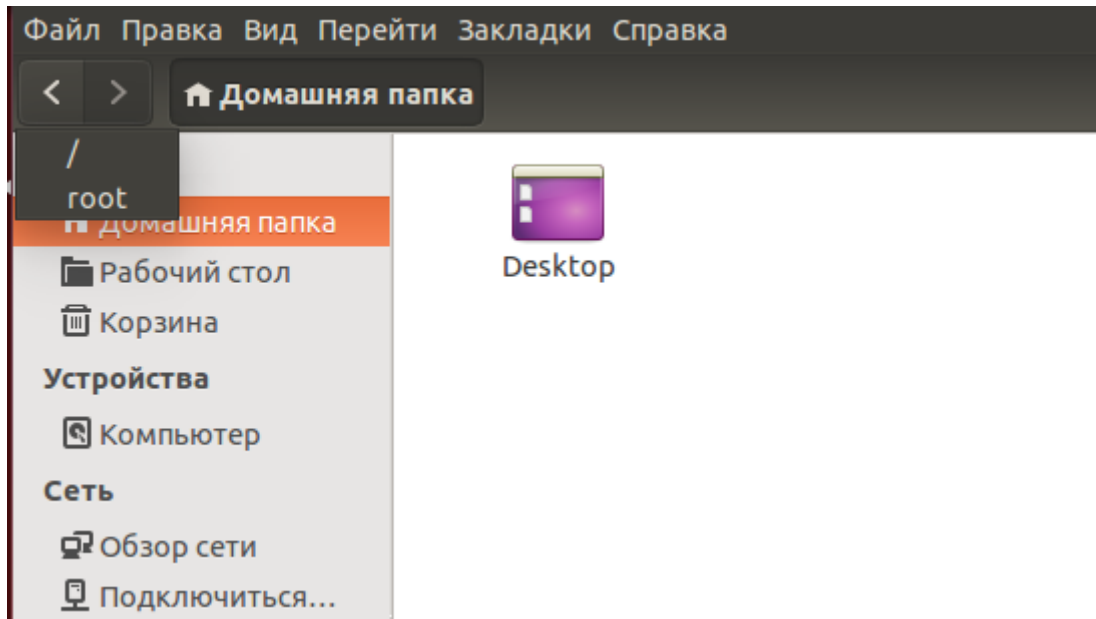 Файл Правка Вид Перейти Закладки Справка
Домашняя папка
/
root
Домашняя папка
Рабочий стол
Корзина
Устройства
Компьютер
Сеть
Обзор сети
Подключиться...
Desktop